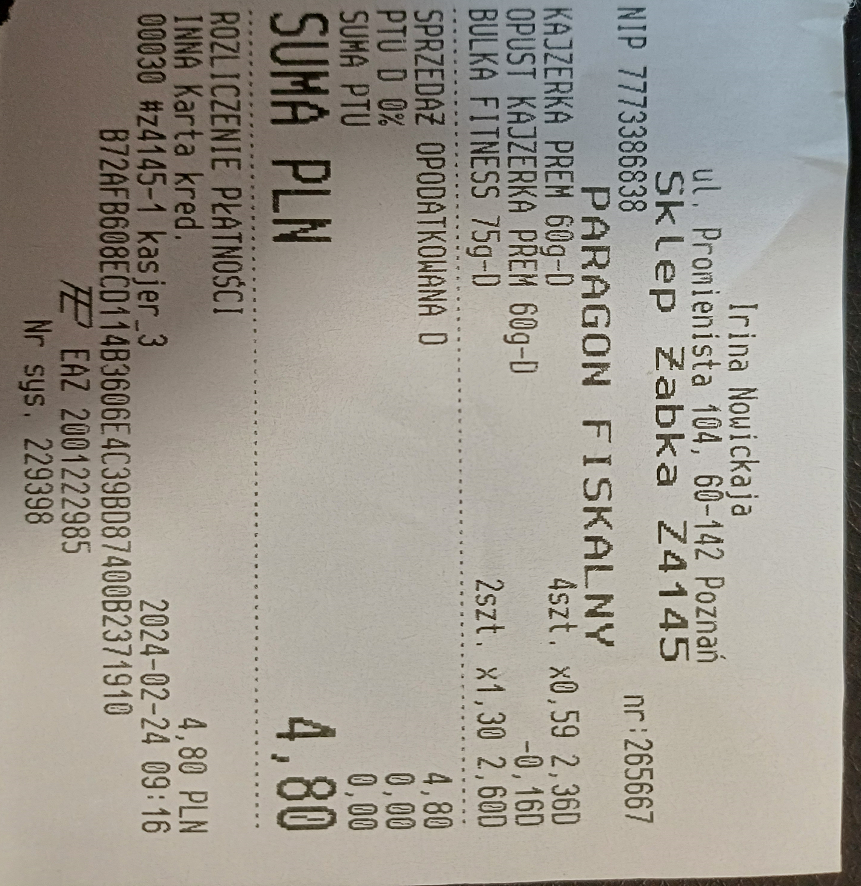 Irina Nowickaja
ul. Promienista 104, 60-142 Poznań
Sklep Żabka Z4145
NIP 7773386838 nr:265667
PARAGON FISKALNY
KAJZERKA PREM 60g-D 4szt. x0,59 2,36D
OPUST KAJZERKA PREM 60g-D -0,16D
BULKA FITNESS 75g-D 2szt. x1,30 2,60D
SPRZEDAŻ OPODATKOWANA D 4,80
PTU D 0% 0,00
SUMA PTU 0,00
SUMA PLN 4,80
ROZLICZENIE PŁATNOŚCI
INNA Karta kred. 4,80 PLN
00030 #z4145-1 kasjer_3 2024-02-24 09:16
B72AFB608ECD114B3606E4C39BD87400B2371910
EAZ 2001222985
Nr sys. 229398